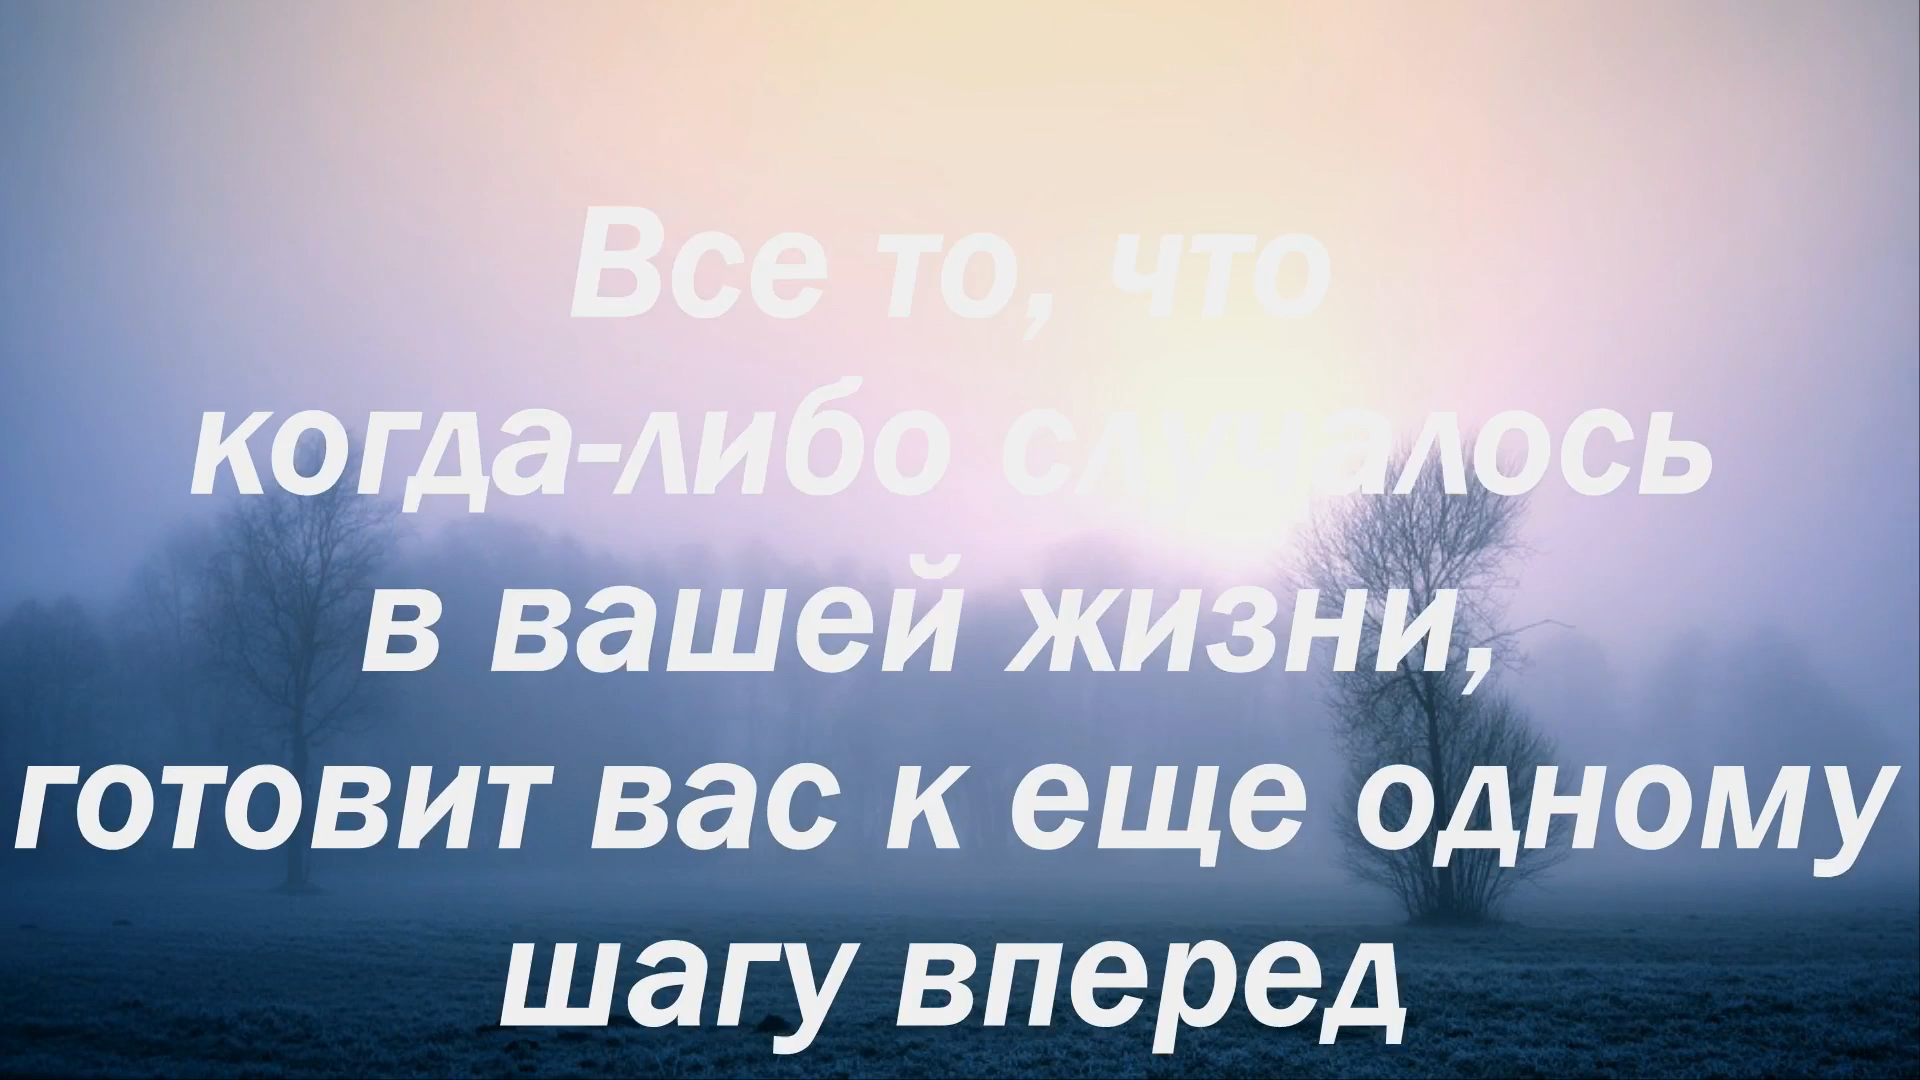 Все то, что
когда-либо случалось
в вашей жизни,
готовит вас к еще одному
шагу вперед